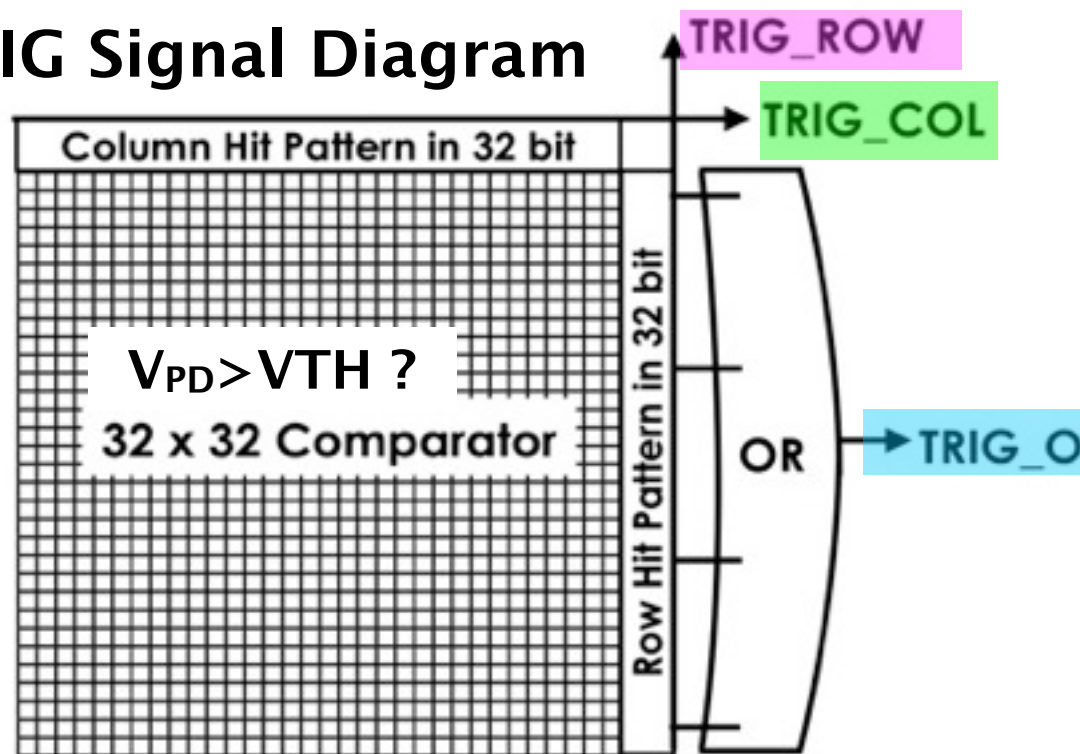 IG Signal Diagram
TRIG_ROW
TRIG_COL
Column Hit Pattern in 32 bit
VPD>VTH ?
32 x 32 Comparator
Row Hit Pattern in 32 bit
OR
TRIG_O